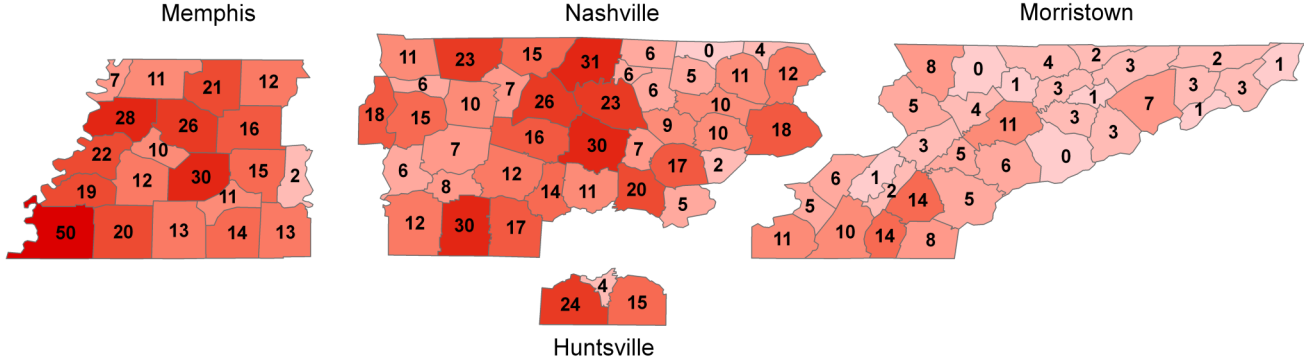 Memphis Nashville Morristown
7 11 21 12
28 26 16
22 10
19 12 30 15 2
11
50 20 13 14 13
11 23 15 31 6 0 4
6 7 6 5 11 12
18 15 10 26 23 6 10
16 30 9 10 18
7 7 17 2
6 8 12 14 11 20 5
12 30 17
8 0 4 2 3 2 1
1 3 1 3 3
5 4 11 3 7 1
3 5 6 0 3
6 1 2 14 5
5
11 10 14 8
24 4 15
Huntsville